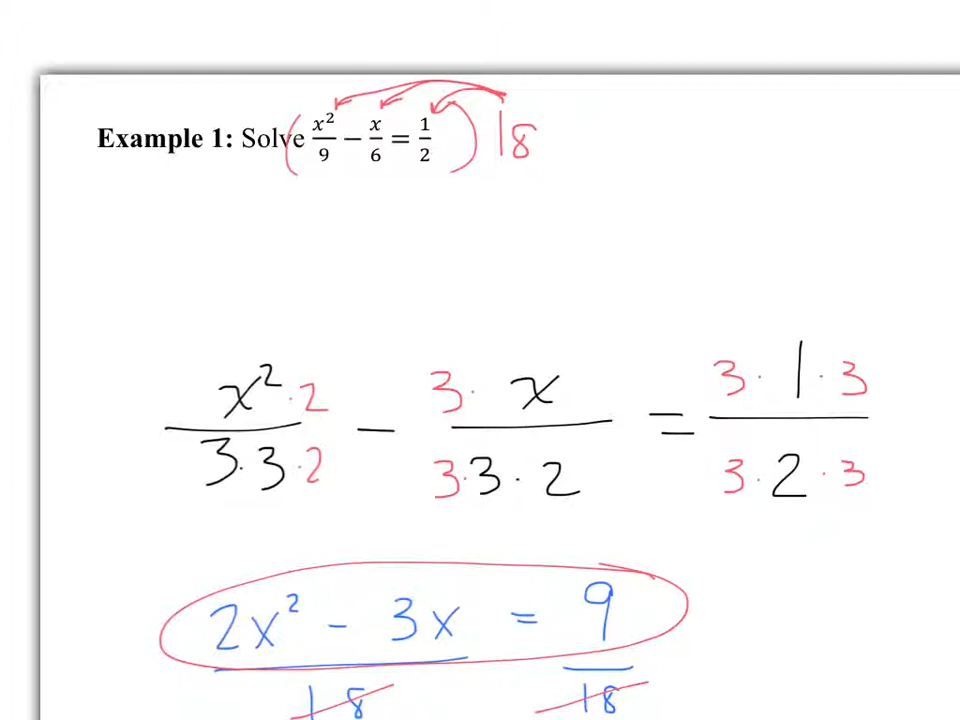 Example 1: Solve (x²/9 − x/6 = 1/2) 18
x²·2/3·3·2 − 3·x/3·3·2 = 3·1·3/3·2·3
2x² − 3x/18 = 9/18